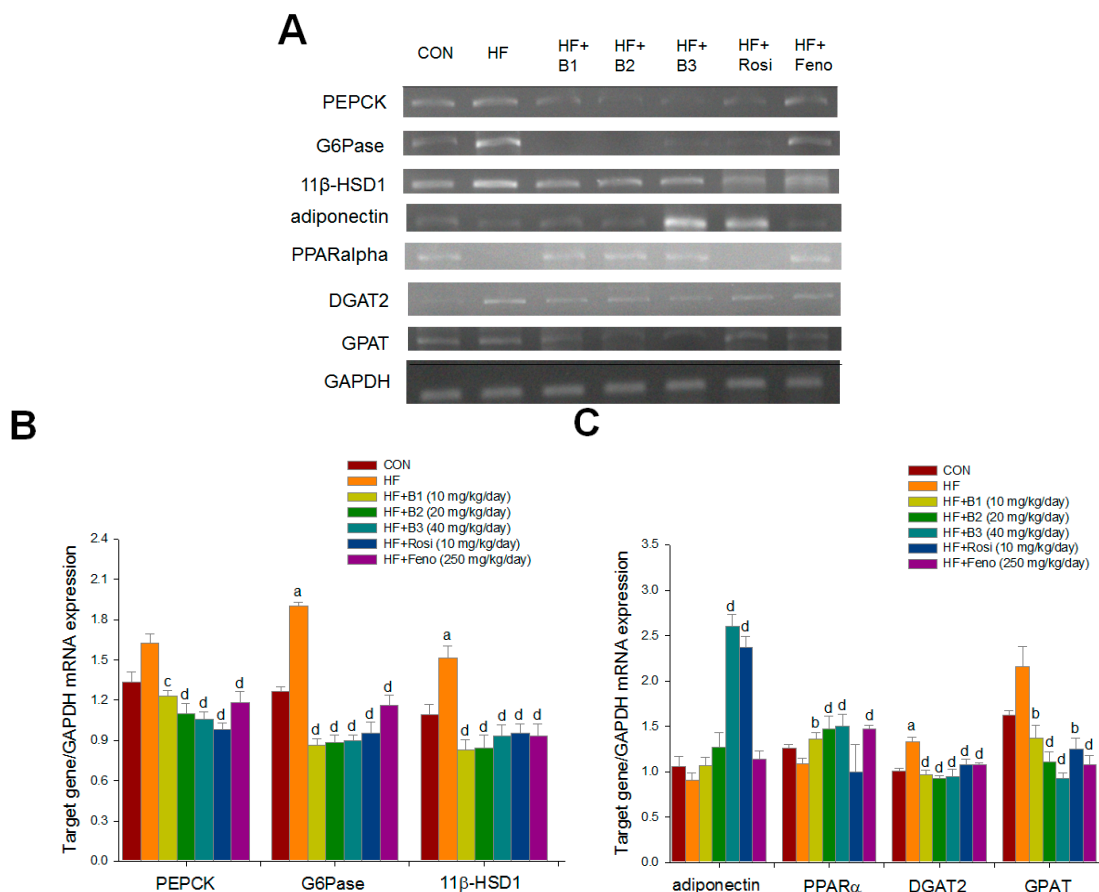 A
CON HF HF+ B1 HF+ B2 HF+ B3 HF+ Rosi HF+ Feno
PEPCK
G6Pase
11β-HSD1
adiponectin
PPARalpha
DGAT2
GPAT
GAPDH
B
CON
HF
HF+B1 (10 mg/kg/day)
HF+B2 (20 mg/kg/day)
HF+B3 (40 mg/kg/day)
HF+Rosi (10 mg/kg/day)
HF+Feno (250 mg/kg/day)
Target gene/GAPDH mRNA expression
2.4
2.1
1.8
1.5
1.2
0.9
0.6
0.3
0.0
c d d d d
a d d d d d
a d d d d d
PEPCK G6Pase 11β-HSD1
C
CON
HF
HF+B1 (10 mg/kg/day)
HF+B2 (20 mg/kg/day)
HF+B3 (40 mg/kg/day)
HF+Rosi (10 mg/kg/day)
HF+Feno (250 mg/kg/day)
Target gene/GAPDH mRNA expression
3.5
3.0
2.5
2.0
1.5
1.0
0.5
0.0
d d
b d d d
a d d d d d
b d d b d
adiponectin PPARα DGAT2 GPAT